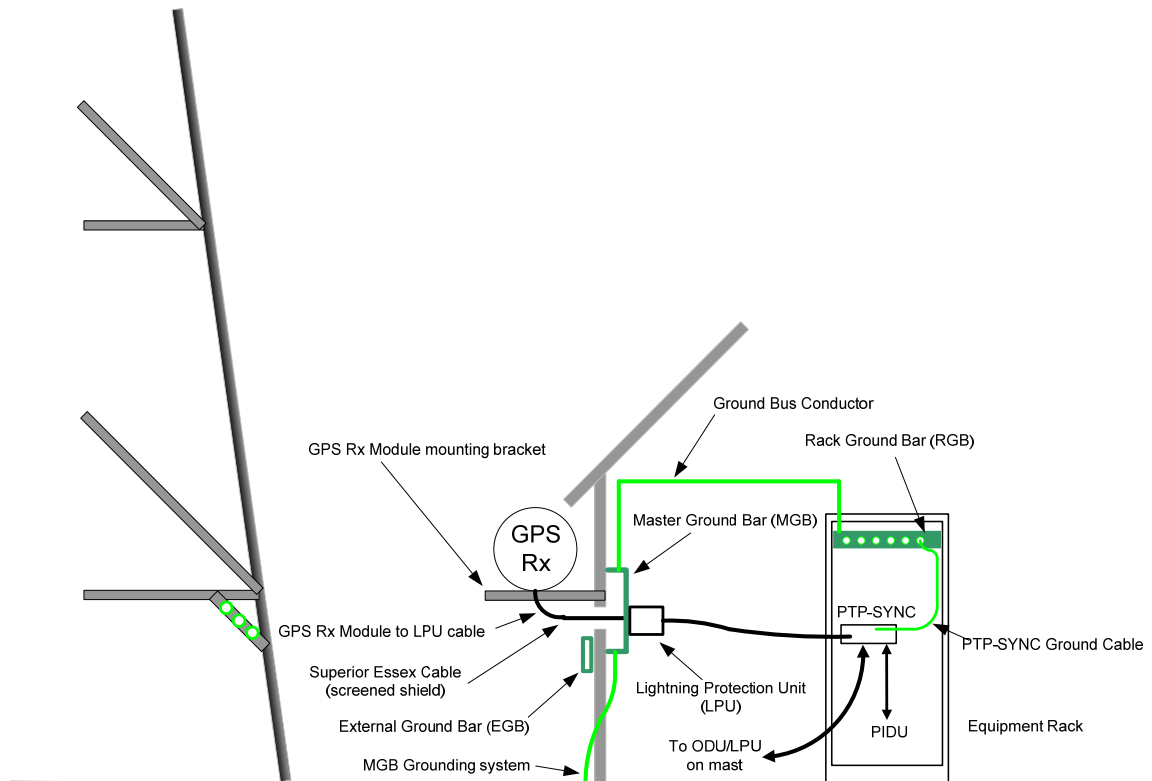 Ground Bus Conductor
Rack Ground Bar (RGB)
GPS Rx Module mounting bracket
Master Ground Bar (MGB)
GPS
Rx
PTP-SYNC
GPS Rx Module to LPU cable
PTP-SYNC Ground Cable
Superior Essex Cable
(screened shield)
Lightning Protection Unit
(LPU)
External Ground Bar (EGB)
Equipment Rack
PIDU
To ODU/LPU
on mast
MGB Grounding system